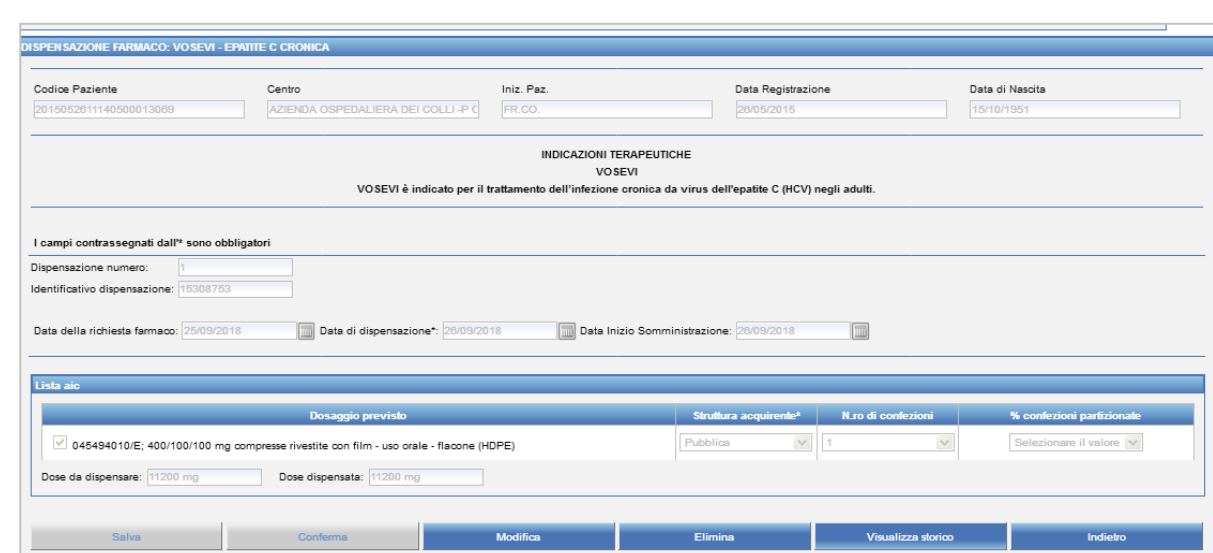 DISPENSAZIONE FARMACO: VOSEVI - EPATITE C CRONICA
Codice Paziente Centro Iniz. Paz. Data Registrazione Data di Nascita
2015052611140500013069 AZIENDA OSPEDALIERA DEI COLLI -P C FR.CO. 26/05/2015 15/10/1951
INDICAZIONI TERAPEUTICHE
VOSEVI
VOSEVI è indicato per il trattamento dell'infezione cronica da virus dell'epatite C (HCV) negli adulti.
I campi contrassegnati dall'* sono obbligatori
Dispensazione numero: 1
Identificativo dispensazione: 15308753
Data della richiesta farmaco: 25/09/2018 Data di dispensazione*: 26/09/2018 Data Inizio Somministrazione: 26/09/2018
Lista aic
Dosaggio previsto Struttura acquirente* N.ro di confezioni % confezioni partizionate
045494010/E; 400/100/100 mg compresse rivestite con film - uso orale - flacone (HDPE) Pubblica 1 Selezionare il valore
Dose da dispensare: 11200 mg Dose dispensata: 11200 mg
Salva Conferma Modifica Elimina Visualizza storico Indietro